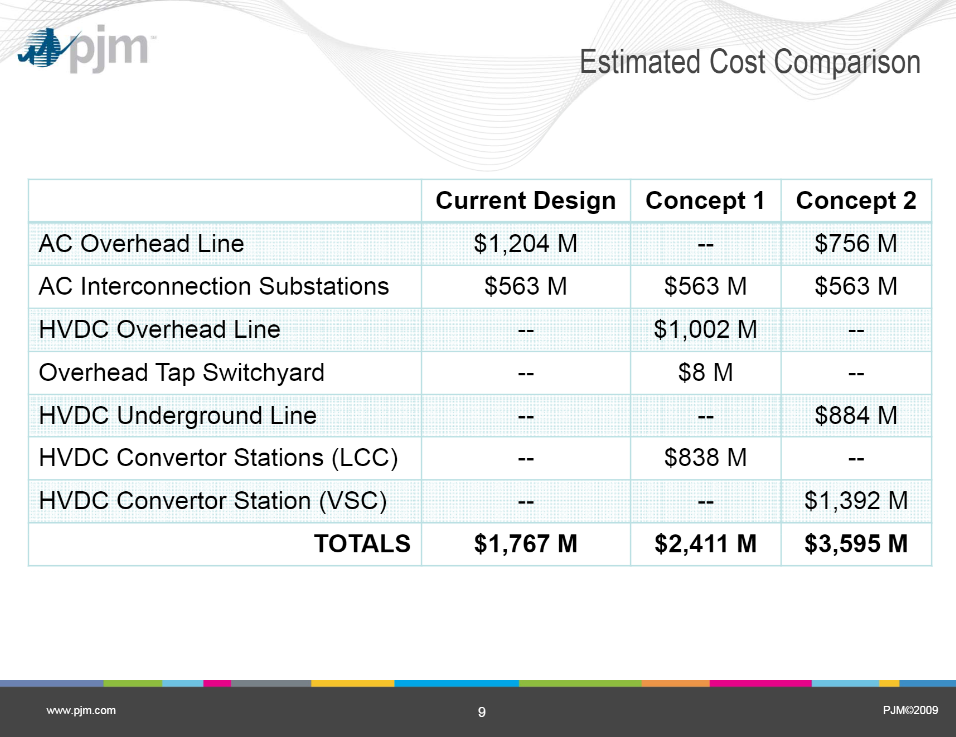 pjm™
Estimated Cost Comparison
Current Design Concept 1 Concept 2
AC Overhead Line $1,204 M -- $756 M
AC Interconnection Substations $563 M $563 M $563 M
HVDC Overhead Line -- $1,002 M --
Overhead Tap Switchyard -- $8 M --
HVDC Underground Line -- -- $884 M
HVDC Convertor Stations (LCC) -- $838 M --
HVDC Convertor Station (VSC) -- -- $1,392 M
TOTALS $1,767 M $2,411 M $3,595 M
www.pjm.com 9 PJM©2009